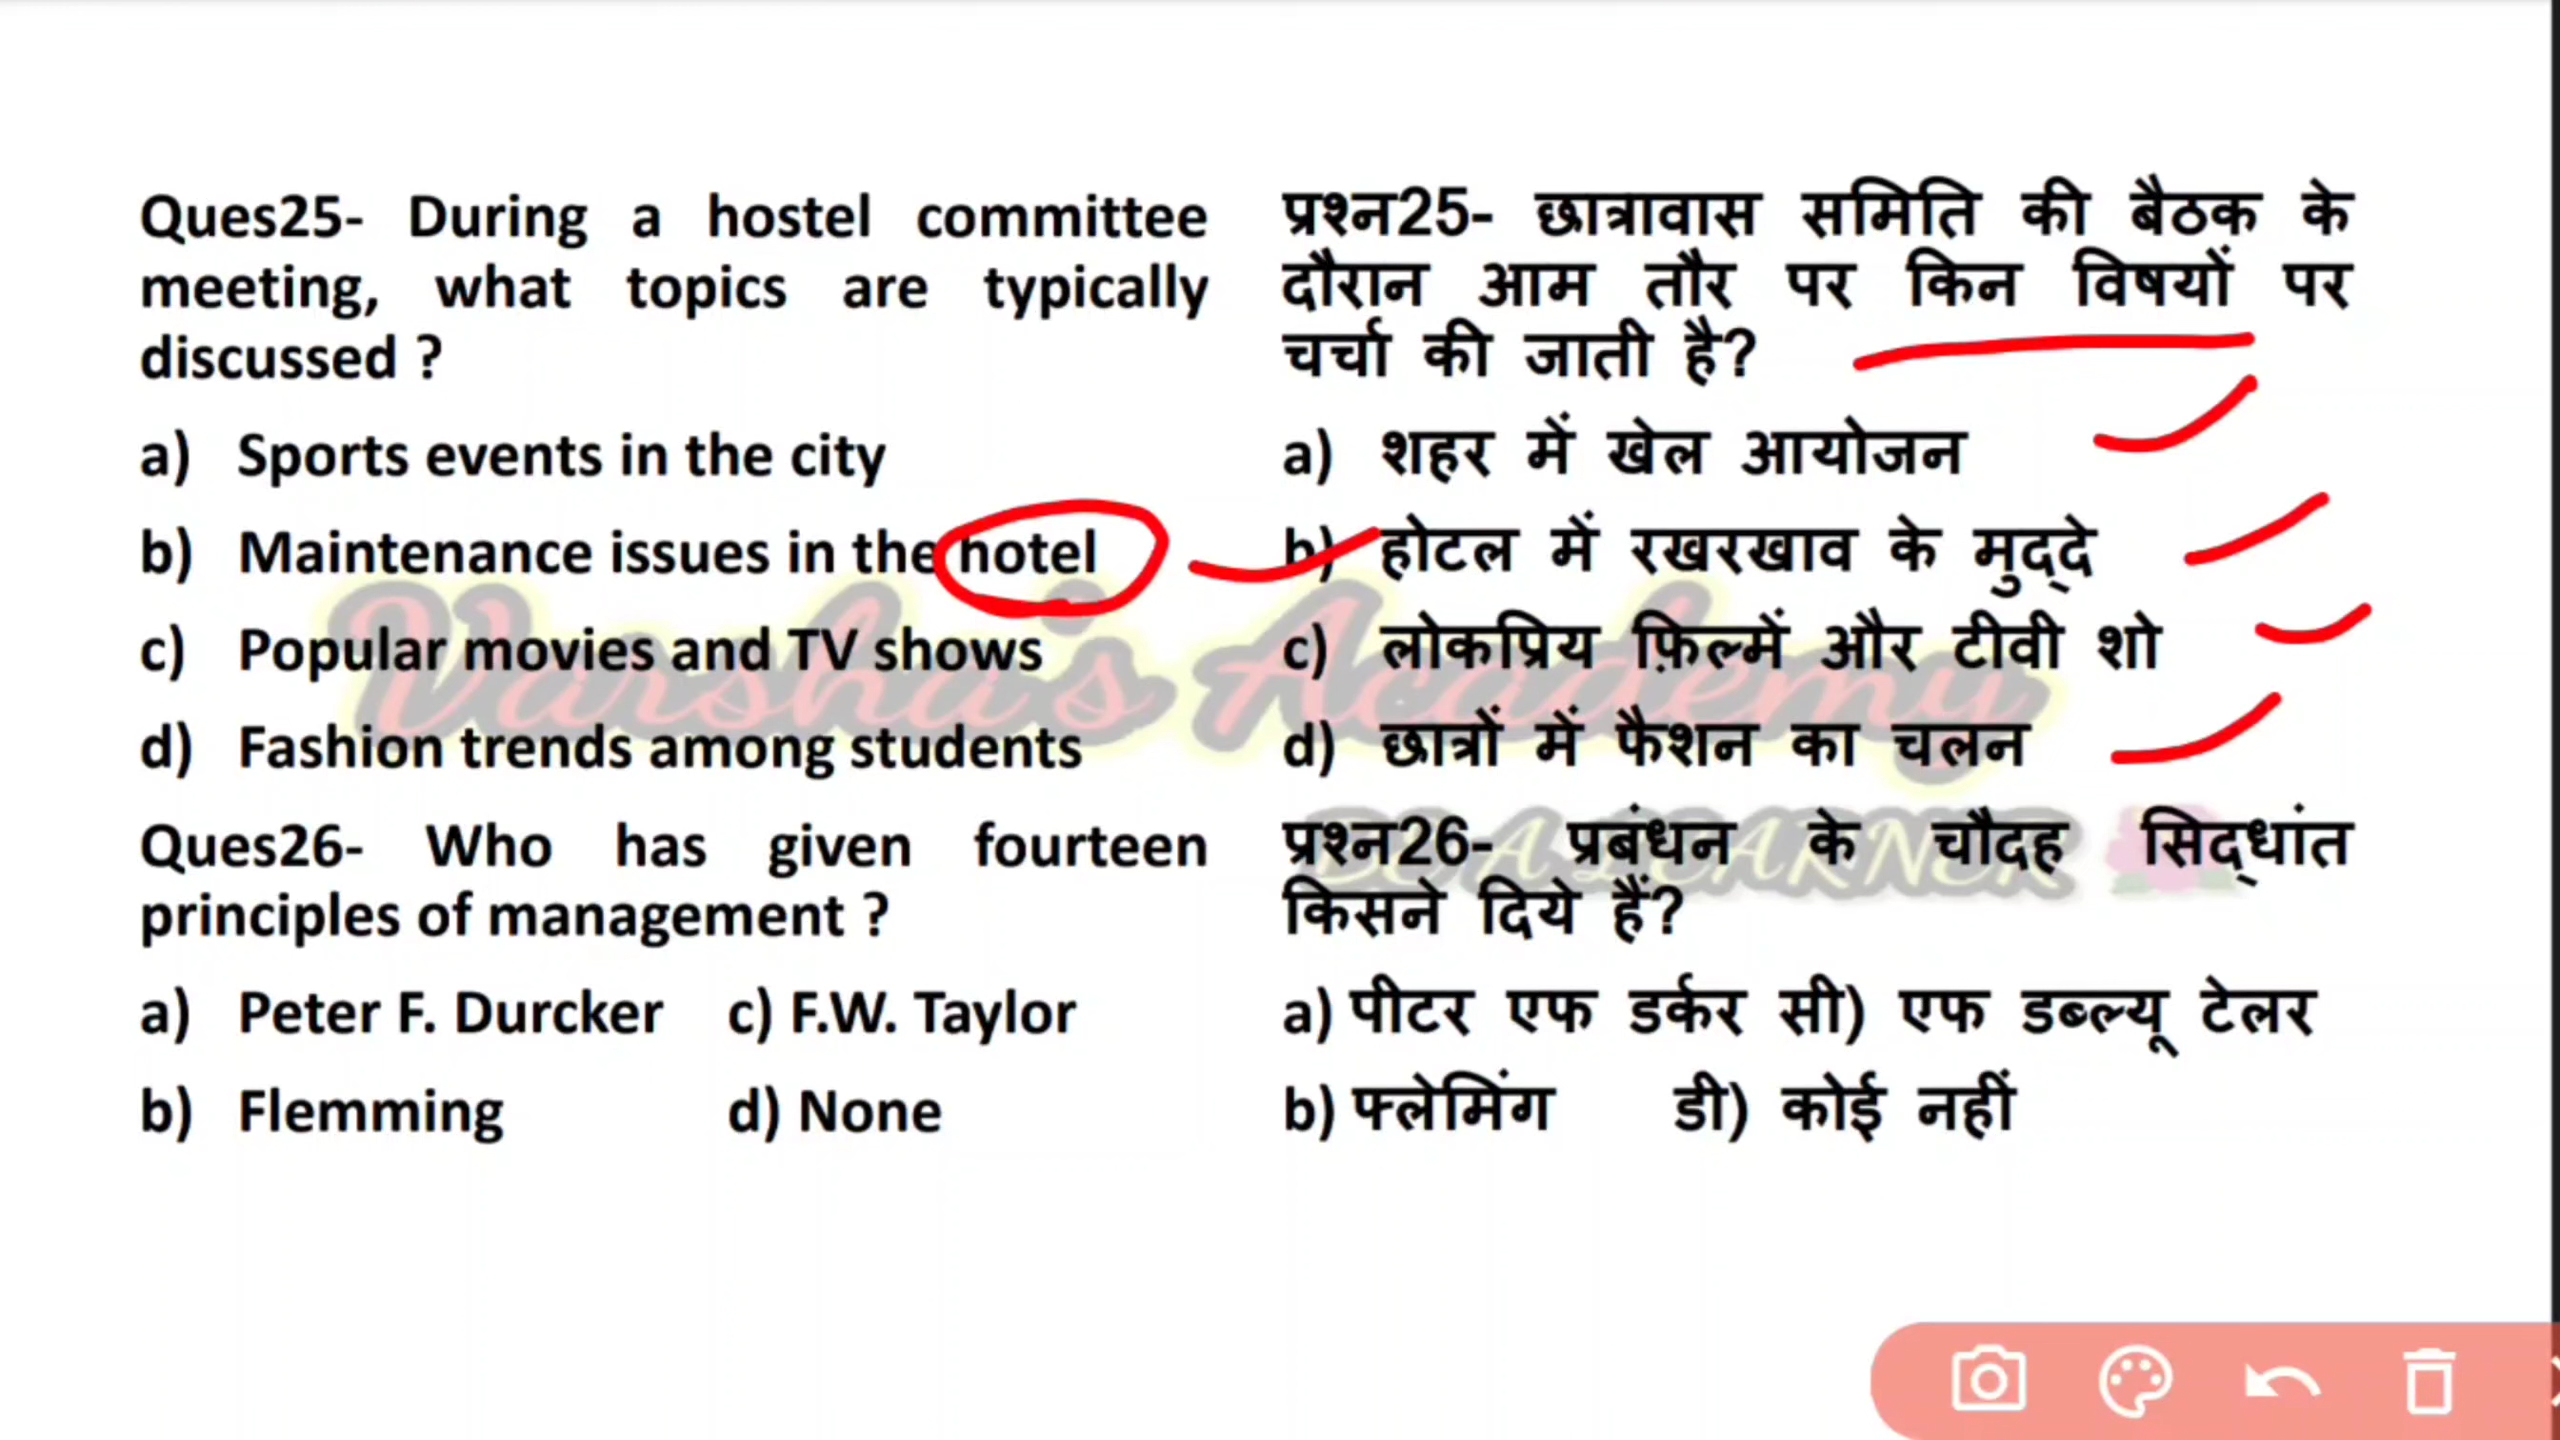 Ques25- During a hostel committee
meeting, what topics are typically
discussed ?
a) Sports events in the city
b) Maintenance issues in the hotel
c) Popular movies and TV shows
d) Fashion trends among students
Ques26- Who has given fourteen
principles of management ?
a) Peter F. Durcker c) F.W. Taylor
b) Flemming d) None
प्रश्न25- छात्रावास समिति की बैठक के
दौरान आम तौर पर किन विषयों पर
चर्चा की जाती है?
a) शहर में खेल आयोजन
b) होटल में रखरखाव के मुद्दे
c) लोकप्रिय फ़िल्में और टीवी शो
d) छात्रों में फैशन का चलन
प्रश्न26- प्रबंधन के चौदह सिद्धांत
किसने दिये हैं?
a) पीटर एफ डर्कर सी) एफ डब्ल्यू टेलर
b) फ्लेमिंग डी) कोई नहीं
Varsha's Academy
BE A LEARNER